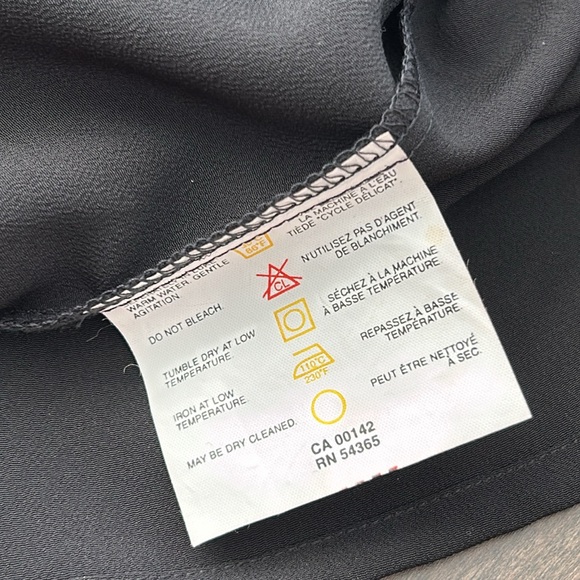 WARM WATER GENTLE
AGITATION.
LA MACHINE À L'EAU
TIÈDE "CYCLE DÉLICAT".
DO NOT BLEACH.
CL
N'UTILISEZ PAS D'AGENT
DE BLANCHIMENT.
TUMBLE DRY AT LOW
TEMPERATURE.
SÉCHEZ À LA MACHINE
À BASSE TEMPÉRATURE.
IRON AT LOW
TEMPERATURE.
110°C
230°F
REPASSEZ À BASSE
TEMPÉRATURE.
MAY BE DRY CLEANED.
PEUT ÊTRE NETTOYÉ
À SEC.
CA 00142
RN 54365